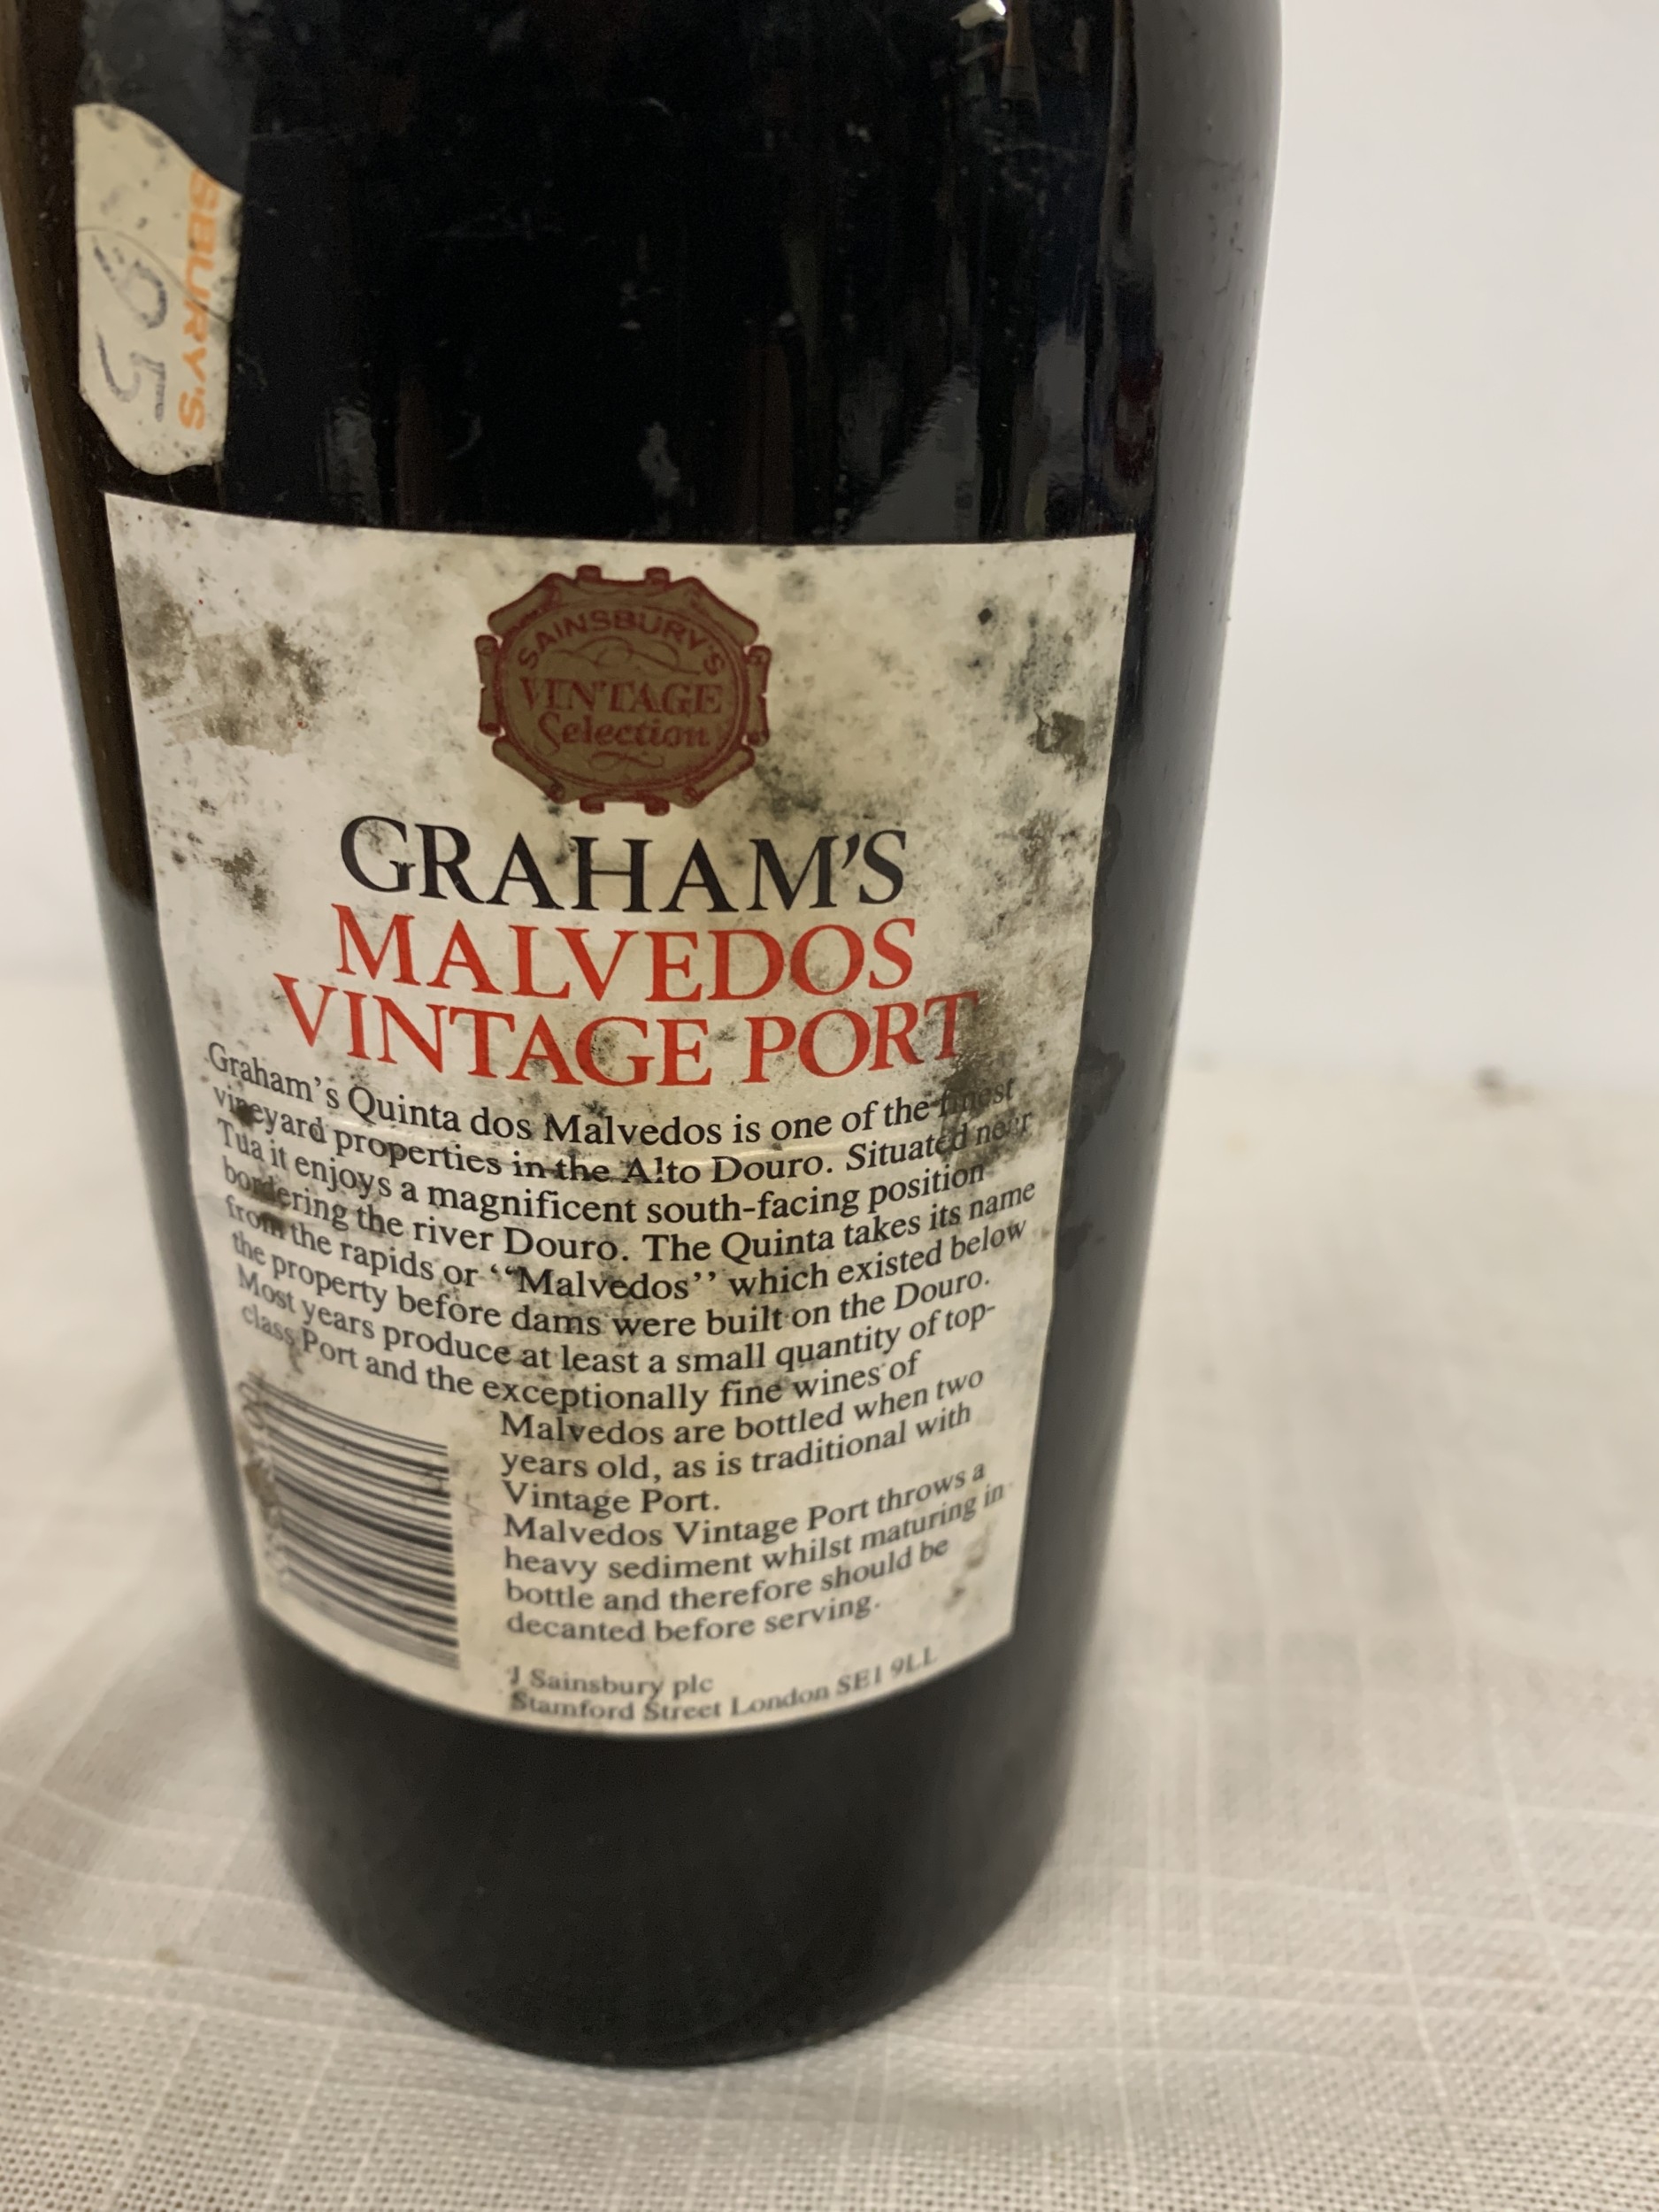 SBURY'S
95
SAINSBURY'S
VINTAGE
Selection
GRAHAM'S
MALVEDOS
VINTAGE PORT
Graham's Quinta dos Malvedos is one of the finest
vineyard properties in the Alto Douro. Situated near
Tua it enjoys a magnificent south-facing position
bordering the river Douro. The Quinta takes its name
from the rapids or “Malvedos” which existed below
the property before dams were built on the Douro.
Most years produce at least a small quantity of top-
class Port and the exceptionally fine wines of
Malvedos are bottled when two
years old, as is traditional with
Vintage Port.
Malvedos Vintage Port throws a
heavy sediment whilst maturing in
bottle and therefore should be
decanted before serving.
J Sainsbury plc
Stamford Street London SE1 9LL